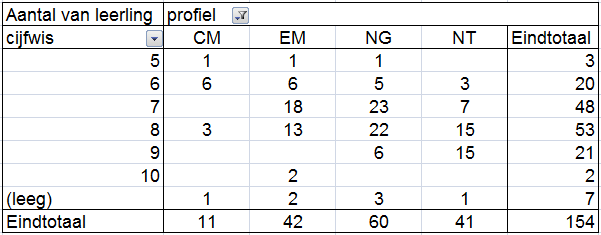 Aantal van leerling profiel
cijfwis CM EM NG NT Eindtotaal
5 1 1 1 3
6 6 6 5 3 20
7 18 23 7 48
8 3 13 22 15 53
9 6 15 21
10 2 2
(leeg) 1 2 3 1 7
Eindtotaal 11 42 60 41 154